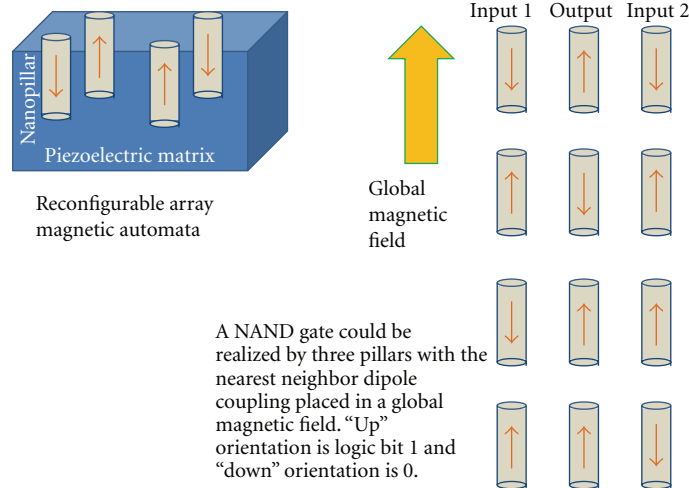 Nanopillar
Piezoelectric matrix
Reconfigurable array
magnetic automata
Global
magnetic
field
Input 1 Output Input 2
A NAND gate could be
realized by three pillars with the
nearest neighbor dipole
coupling placed in a global
magnetic field. “Up”
orientation is logic bit 1 and
“down” orientation is 0.